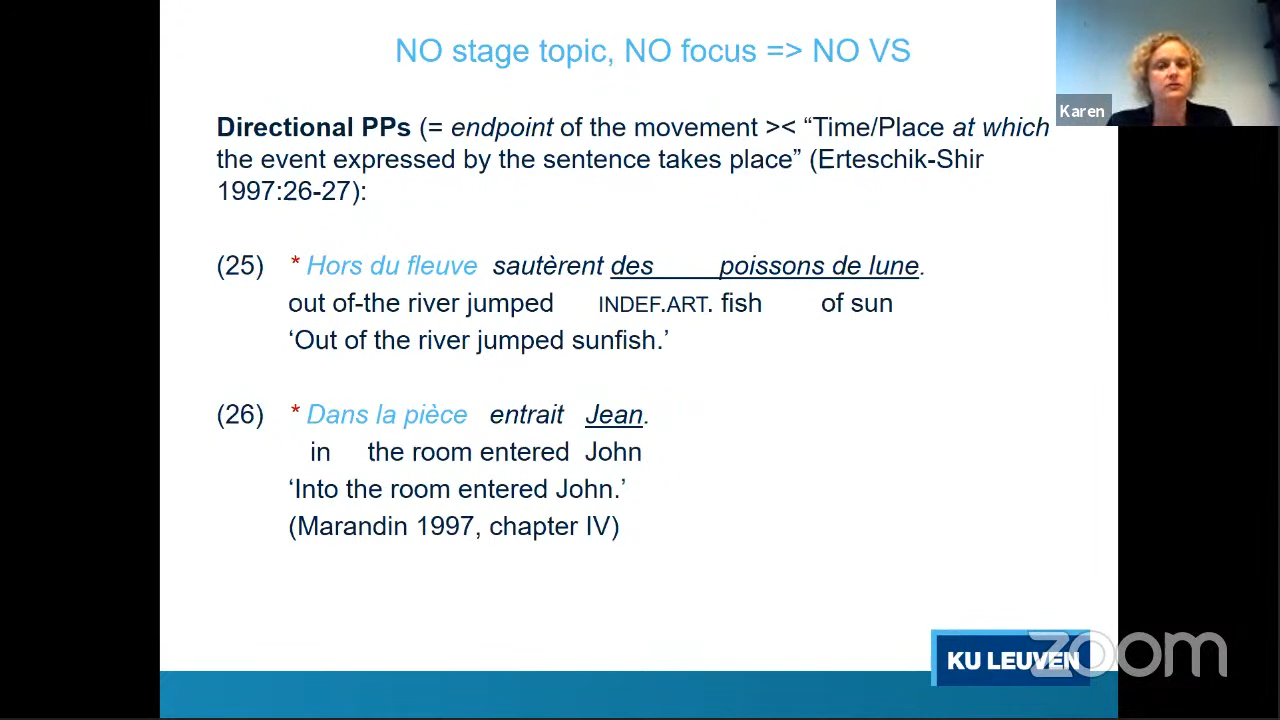 NO stage topic, NO focus => NO VS
Karen
Directional PPs (= endpoint of the movement >< “Time/Place at which
the event expressed by the sentence takes place” (Erteschik-Shir
1997:26-27):
(25) * Hors du fleuve sautèrent des poissons de lune.
out of-the river jumped INDEF.ART. fish of sun
‘Out of the river jumped sunfish.’
(26) * Dans la pièce entrait Jean.
in the room entered John
‘Into the room entered John.’
(Marandin 1997, chapter IV)
KU LEUVEN
zoom